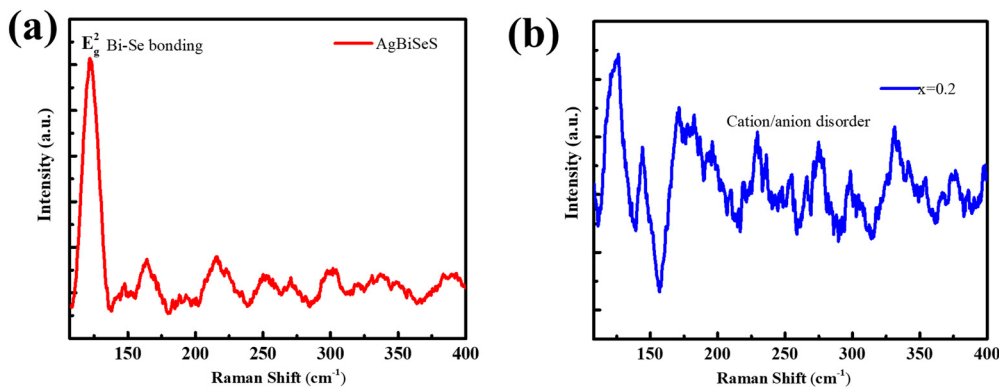 (a)
E²g Bi-Se bonding
AgBiSeS
Intensity (a.u.)
150 200 250 300 350 400
Raman Shift (cm⁻¹)
(b)
x=0.2
Cation/anion disorder
Intensity (a.u.)
150 200 250 300 350 400
Raman Shift (cm⁻¹)